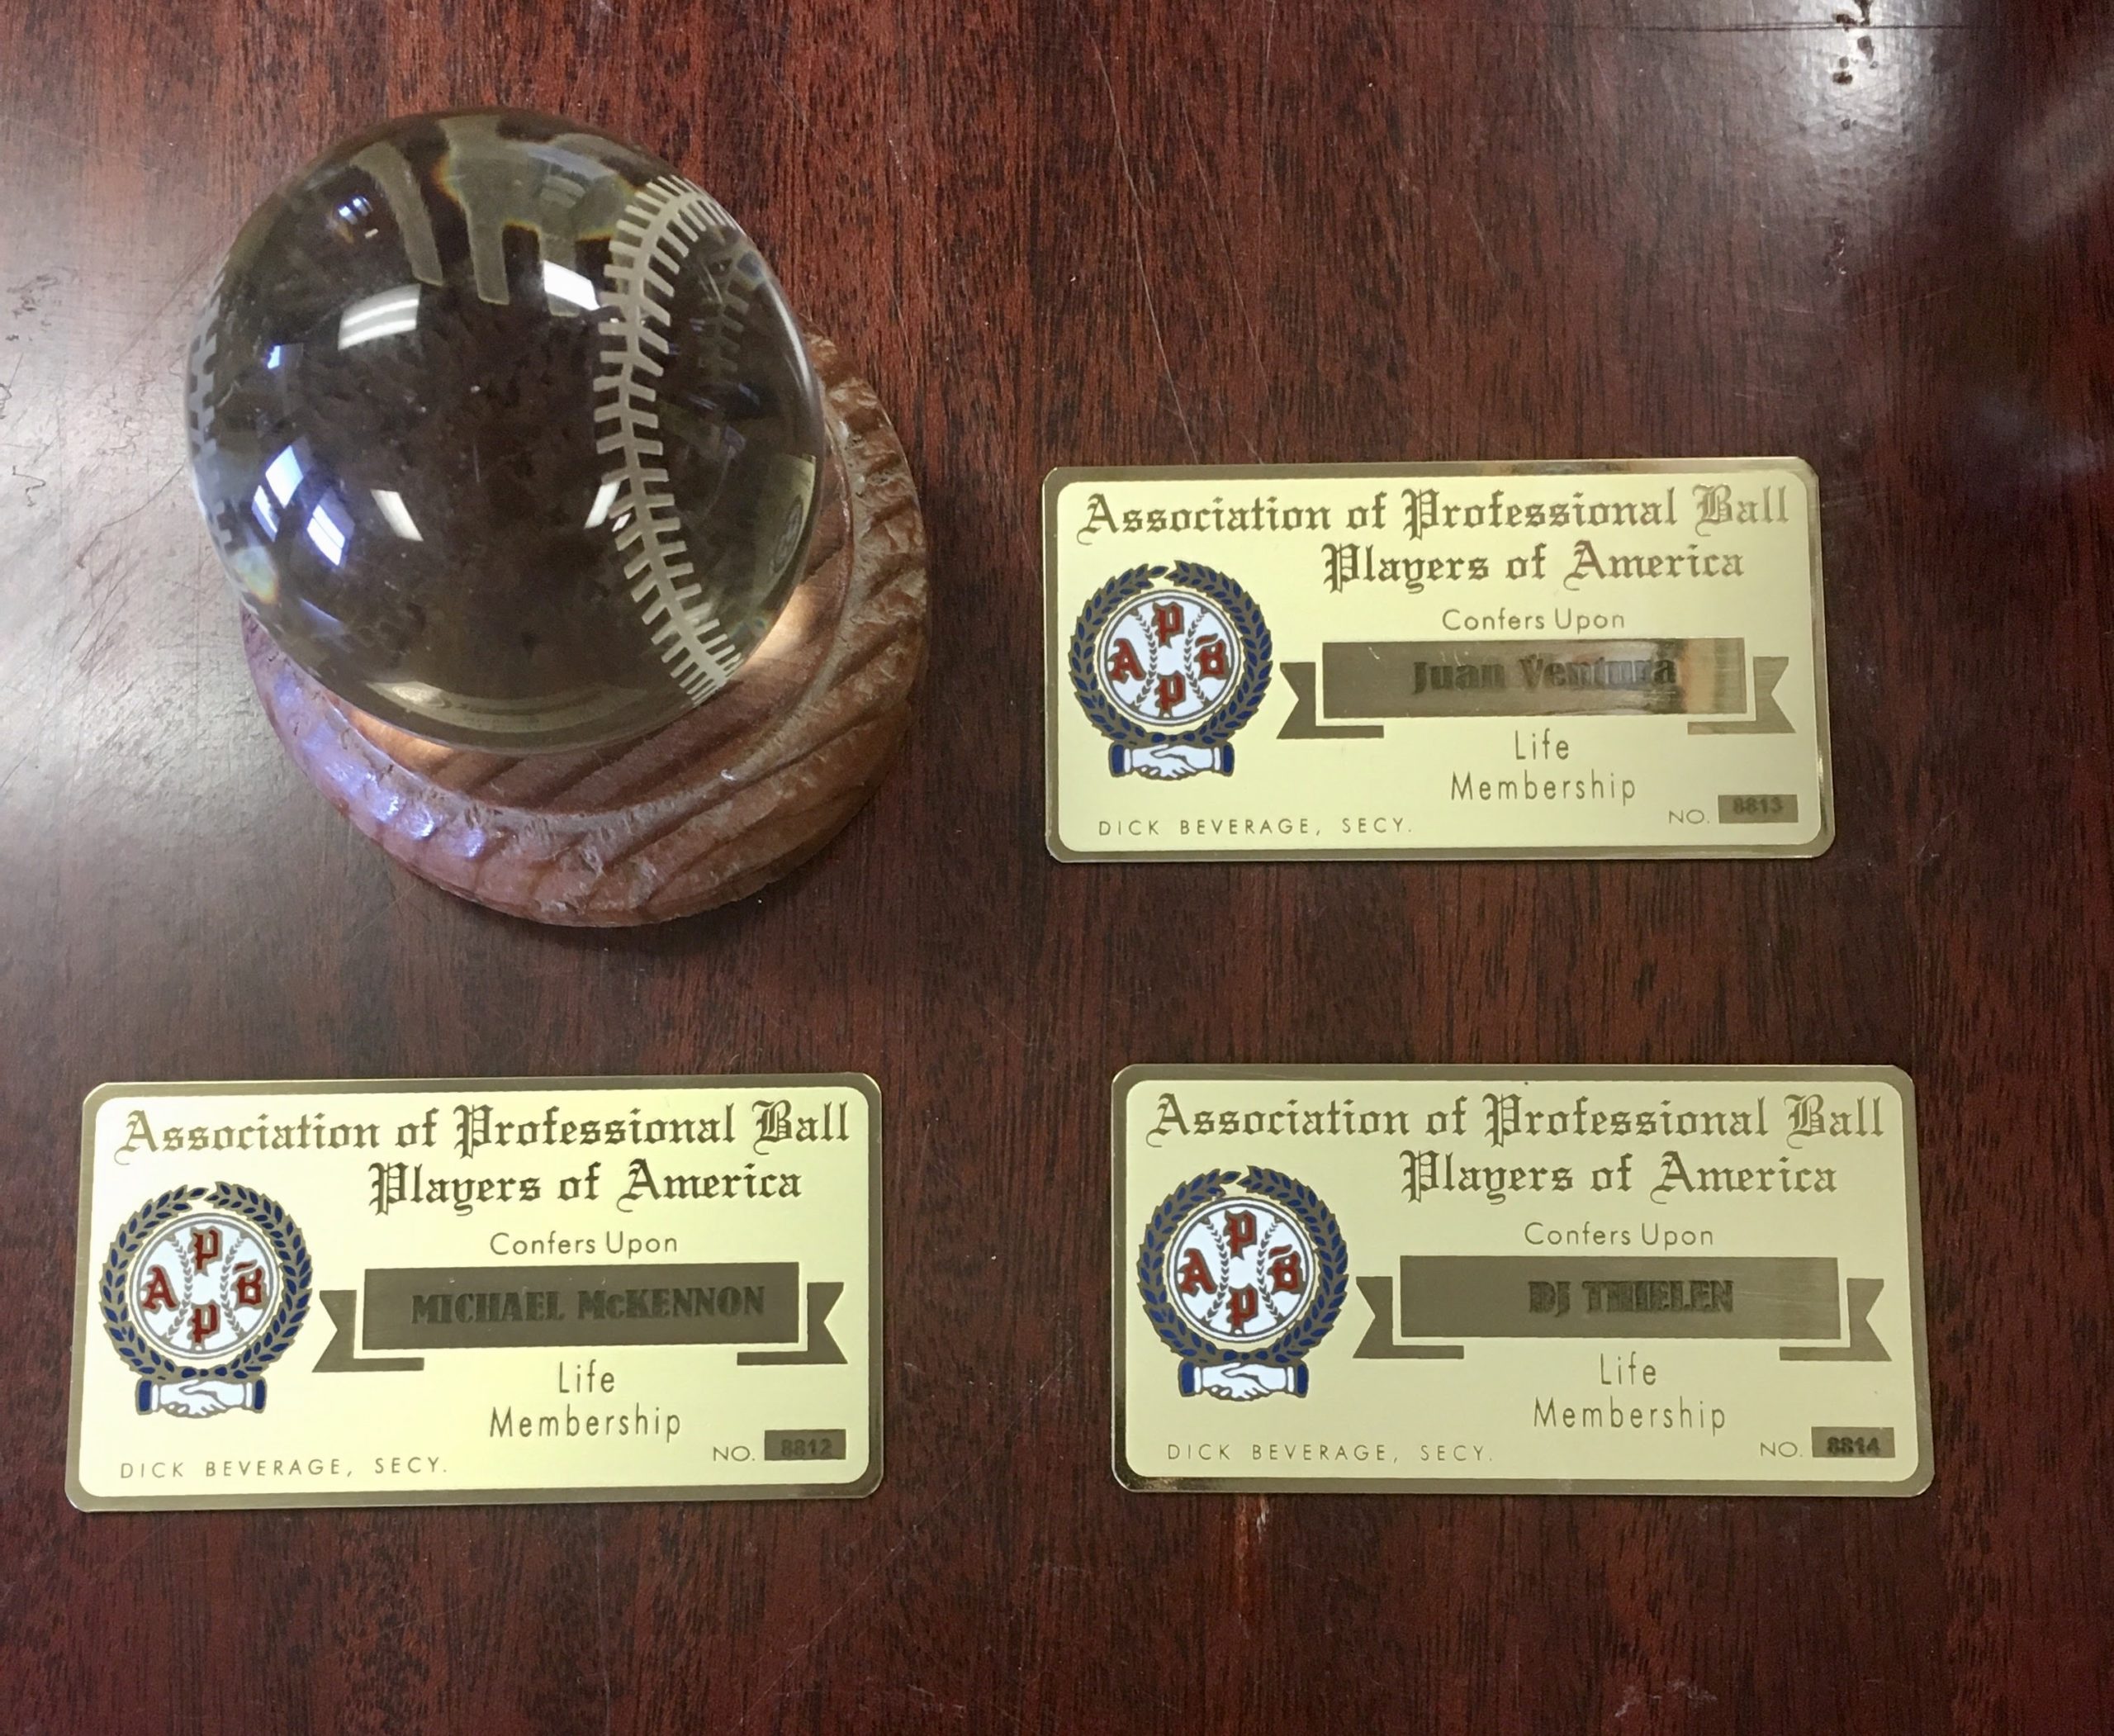 Association of Professional Ball
Players of America
Confers Upon
Juan Ventura
Life
Membership
DICK BEVERAGE, SECY.
NO. 8813
P
A B
P
Association of Professional Ball
Players of America
Confers Upon
MICHAEL McKENNON
Life
Membership
DICK BEVERAGE, SECY.
NO. 8812
P
A B
P
Association of Professional Ball
Players of America
Confers Upon
DJ THIELEN
Life
Membership
DICK BEVERAGE, SECY.
NO. 8814
P
A B
P